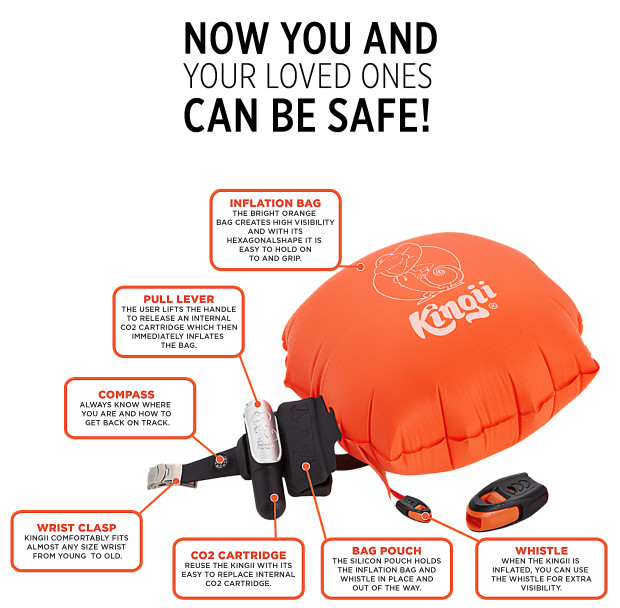 NOW YOU AND
YOUR LOVED ONES
CAN BE SAFE!
INFLATION BAG
THE BRIGHT ORANGE
BAG CREATES HIGH VISIBILITY
AND WITH ITS
HEXAGONALSHAPE IT IS
EASY TO HOLD ON
TO AND GRIP.
Kingii®
PULL LEVER
THE USER LIFTS THE HANDLE
TO RELEASE AN INTERNAL
CO2 CARTRIDGE WHICH THEN
IMMEDIATELY INFLATES
THE BAG.
COMPASS
ALWAYS KNOW WHERE
YOU ARE AND HOW TO
GET BACK ON TRACK.
WRIST CLASP
KINGII COMFORTABLY FITS
ALMOST ANY SIZE WRIST
FROM YOUNG TO OLD.
CO2 CARTRIDGE
REUSE THE KINGII WITH ITS
EASY TO REPLACE INTERNAL
CO2 CARTRIDGE.
BAG POUCH
THE SILICON POUCH HOLDS
THE INFLATION BAG AND
WHISTLE IN PLACE AND
OUT OF THE WAY.
WHISTLE
WHEN THE KINGII IS
INFLATED, YOU CAN USE
THE WHISTLE FOR EXTRA
VISIBILITY.